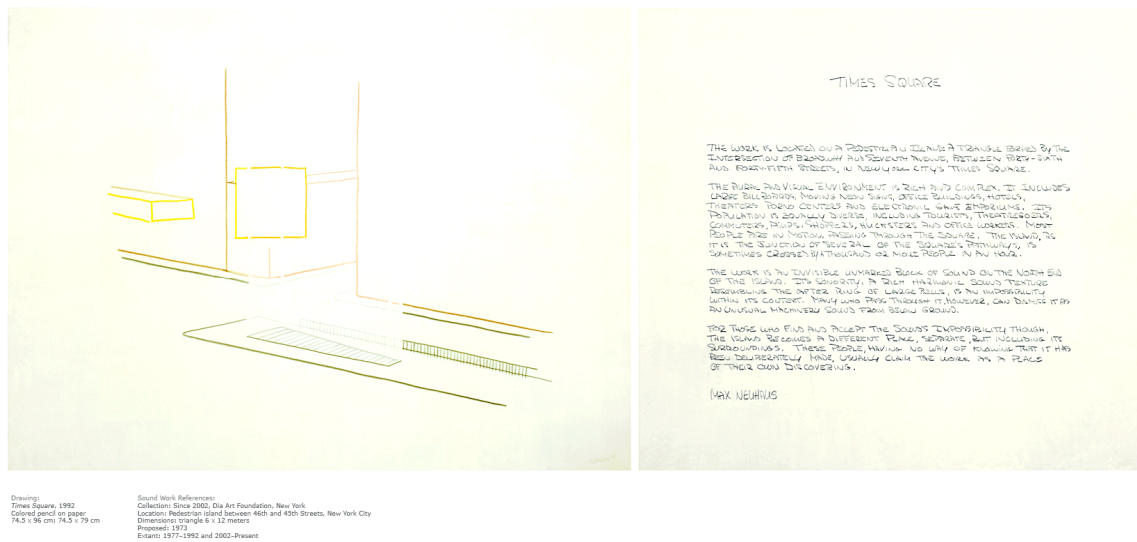 TIMES SQUARE
THE WORK IS LOCATED ON A PEDESTRIAN ISLAND: A TRIANGLE FORMED BY THE
INTERSECTION OF BROADWAY AND SEVENTH AVENUE, BETWEEN FORTY-SIXTH
AND FORTY-FIFTH STREETS, IN NEW YORK CITY'S TIMES SQUARE.
THE AURAL AND VISUAL ENVIRONMENT IS RICH AND COMPLEX. IT INCLUDES
LARGE BILLBOARDS, MOVING NEON SIGNS, OFFICE BUILDINGS, HOTELS,
THEATERS, PORNO CENTERS AND ELECTRONIC GAME EMPORIUMS. ITS
POPULATION IS EQUALLY DIVERSE, INCLUDING TOURISTS, THEATREGOERS,
COMMUTERS, PIMPS, SHOPPERS, HUCKSTERS AND OFFICE WORKERS. MOST
PEOPLE ARE IN MOTION, PASSING THROUGH THE SQUARE. THE ISLAND, AS
IT IS THE JUNCTION OF SEVERAL OF THE SQUARE'S PATHWAYS, IS
SOMETIMES CROSSED BY A THOUSAND OR MORE PEOPLE IN AN HOUR.
THE WORK IS AN INVISIBLE UNMARKED BLOCK OF SOUND ON THE NORTH END
OF THE ISLAND. ITS SONORITY, A RICH HARMONIC SOUND TEXTURE
RESEMBLING THE AFTER RING OF LARGE BELLS, IS AN IMPOSSIBILITY
WITHIN ITS CONTEXT. MANY WHO PASS THROUGH IT, HOWEVER, CAN DISMISS IT AS
AN UNUSUAL MACHINERY SOUND FROM BELOW GROUND.
FOR THOSE WHO FIND AND ACCEPT THE SOUND'S IMPOSSIBILITY THOUGH,
THE ISLAND BECOMES A DIFFERENT PLACE, SEPARATE, BUT INCLUDING ITS
SURROUNDINGS. THESE PEOPLE, HAVING NO WAY OF KNOWING THAT IT HAS
BEEN DELIBERATELY MADE, USUALLY CLAIM THE WORK AS A PLACE
OF THEIR OWN DISCOVERING.
MAX NEUHAUS
Drawing:
Times Square, 1992
Colored pencil on paper
74.5 x 96 cm; 74.5 x 79 cm
Sound Work References:
Collection: Since 2002, Dia Art Foundation, New York
Location: Pedestrian island between 46th and 45th Streets, New York City
Dimensions: triangle 6 x 12 meters
Proposed: 1973
Extant: 1977–1992 and 2002–Present